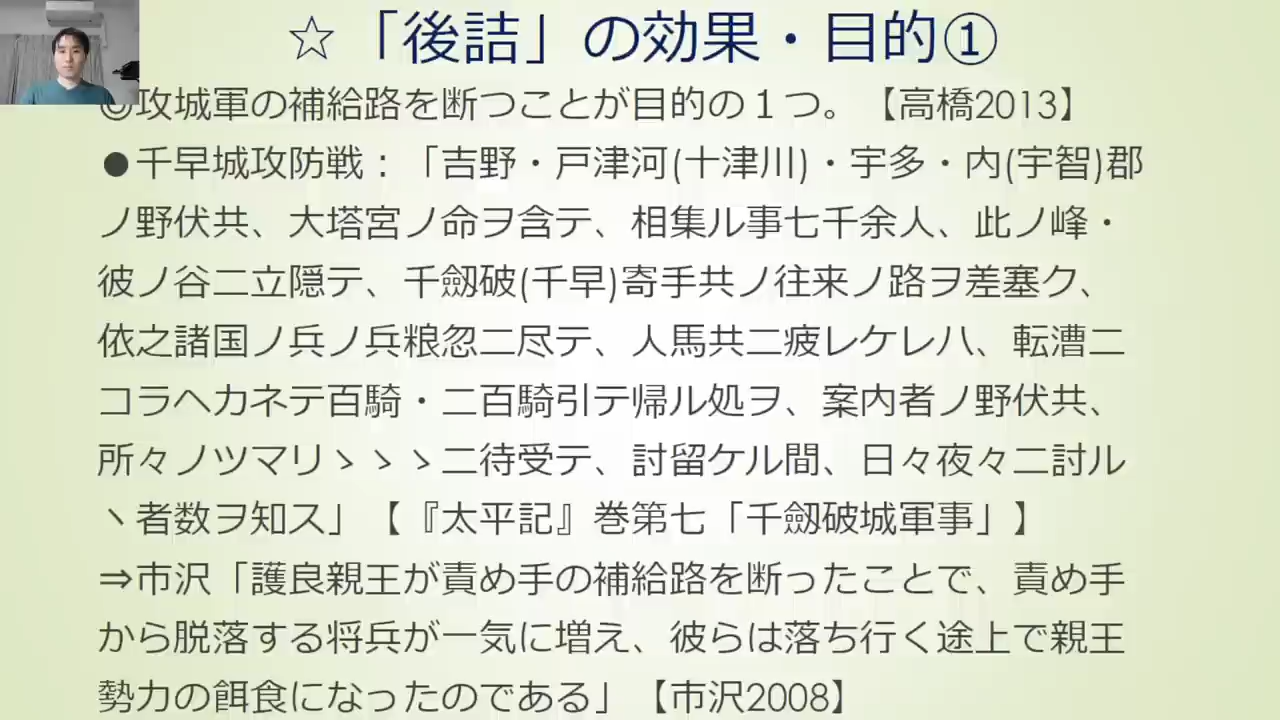 ☆「後詰」の効果・目的①
◎攻城軍の補給路を断つことが目的の１つ。【高橋2013】
●千早城攻防戦：「吉野・戸津河(十津川)・宇多・内(宇智)郡
ノ野伏共、大塔宮ノ命ヲ含テ、相集ル事七千余人、此ノ峰・
彼ノ谷ニ立隠テ、千劔破(千早)寄手共ノ往来ノ路ヲ差塞ク、
依之諸国ノ兵ノ兵粮忽ニ尽テ、人馬共ニ疲レケレハ、転漕ニ
コラヘカネテ百騎・二百騎引テ帰ル処ヲ、案内者ノ野伏共、
所々ノツマリヽヽヽニ待受テ、討留ケル間、日々夜々ニ討ル
ヽ者数ヲ知ス」【『太平記』巻第七「千劔破城軍事」】
⇒市沢「護良親王が責め手の補給路を断ったことで、責め手
から脱落する将兵が一気に増え、彼らは落ち行く途上で親王
勢力の餌食になったのである」【市沢2008】